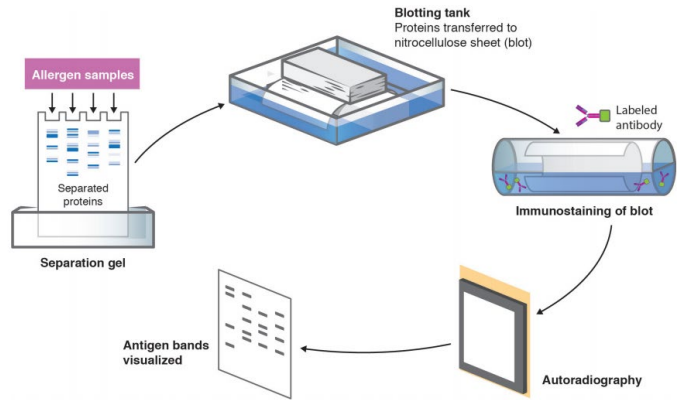 Blotting tank
Proteins transferred to
nitrocellulose sheet (blot)
Allergen samples
Labeled
antibody
Separated
proteins
Immunostaining of blot
Separation gel
Antigen bands
visualized
Autoradiography